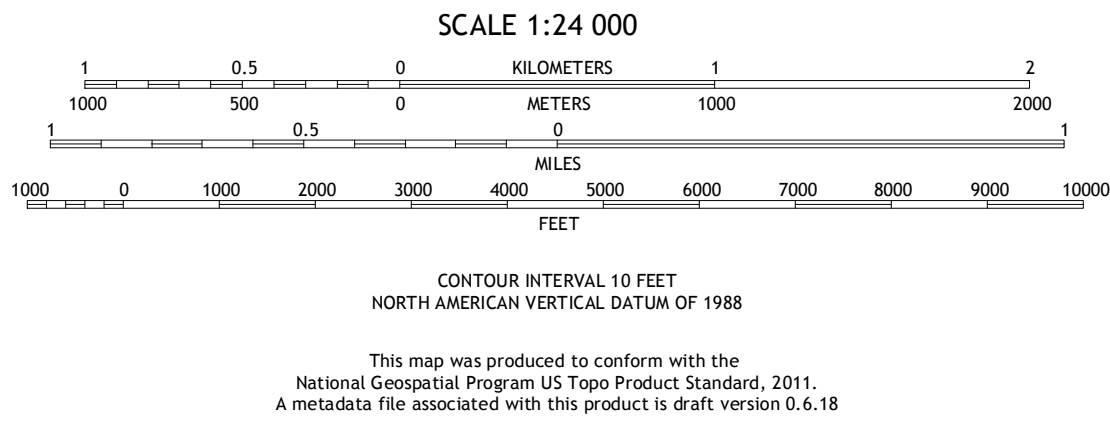 SCALE 1:24 000
1 0.5 0 KILOMETERS 1 2
1000 500 0 METERS 1000 2000
1 0.5 0 1
MILES
1000 0 1000 2000 3000 4000 5000 6000 7000 8000 9000 10000
FEET
CONTOUR INTERVAL 10 FEET
NORTH AMERICAN VERTICAL DATUM OF 1988
This map was produced to conform with the
National Geospatial Program US Topo Product Standard, 2011.
A metadata file associated with this product is draft version 0.6.18